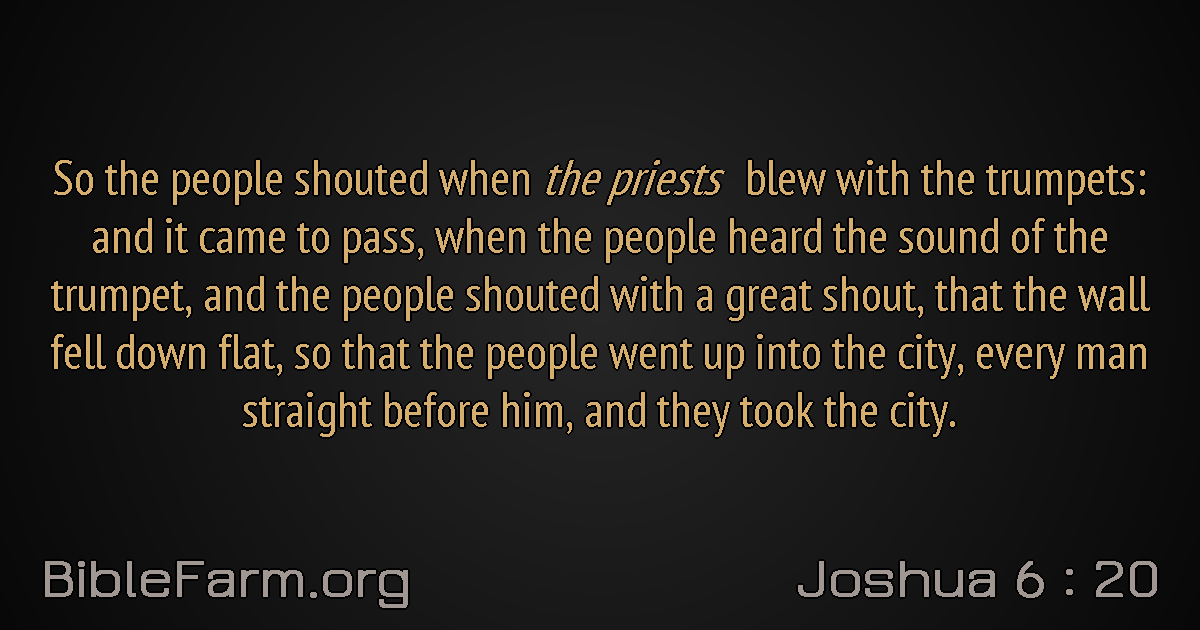 So the people shouted when the priests blew with the trumpets:
and it came to pass, when the people heard the sound of the
trumpet, and the people shouted with a great shout, that the wall
fell down flat, so that the people went up into the city, every man
straight before him, and they took the city.
BibleFarm.org
Joshua 6 : 20